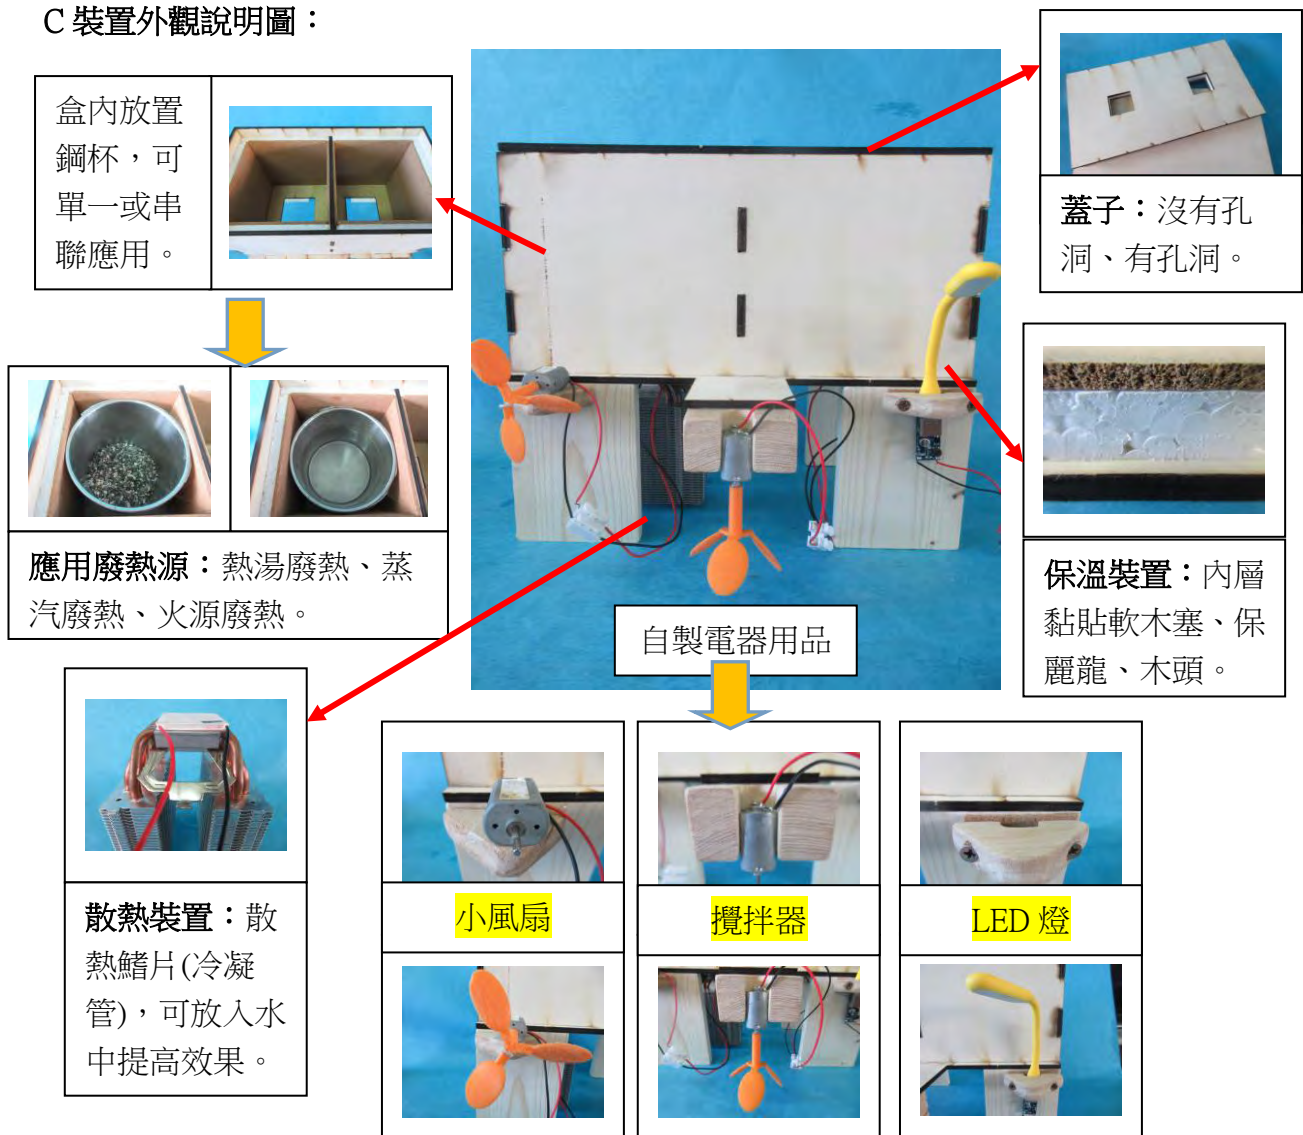 C 裝置外觀說明圖：
盒內放置
鋼杯，可
單一或串
聯應用。
蓋子：沒有孔
洞、有孔洞。
應用廢熱源：熱湯廢熱、蒸
汽廢熱、火源廢熱。
保溫裝置：內層
黏貼軟木塞、保
麗龍、木頭。
自製電器用品
散熱裝置：散
熱鰭片(冷凝
管)，可放入水
中提高效果。
小風扇
攪拌器
LED 燈